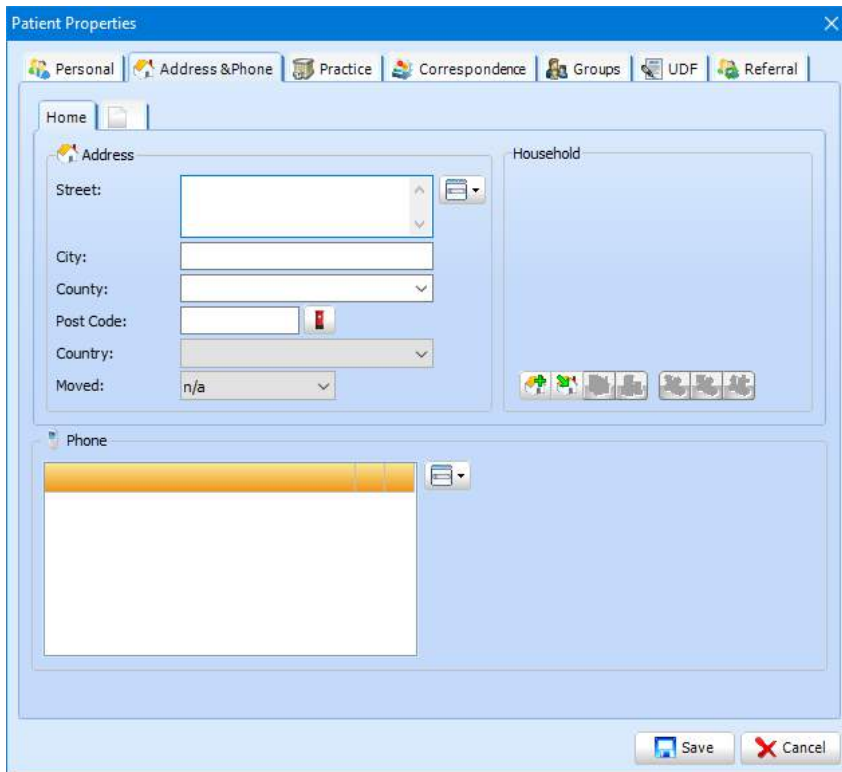 Patient Properties
Personal Address &Phone Practice Correspondence Groups UDF Referral
Home
Address
Household
Street:
City:
County:
Post Code:
Country:
Moved: n/a
Phone
Save Cancel